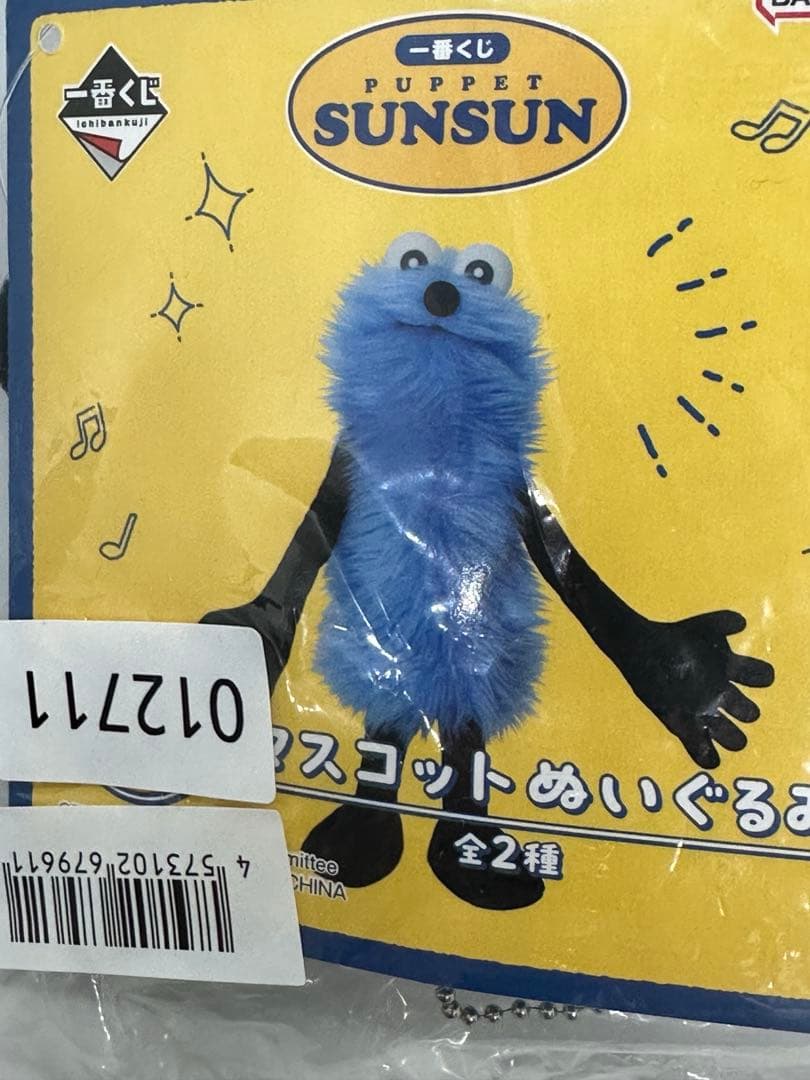 一番くじ
ichibankuji
一番くじ
PUPPET
SUNSUN
マスコットぬいぐるみ
全2種
012711
mittee
CHINA
4 573102 679611